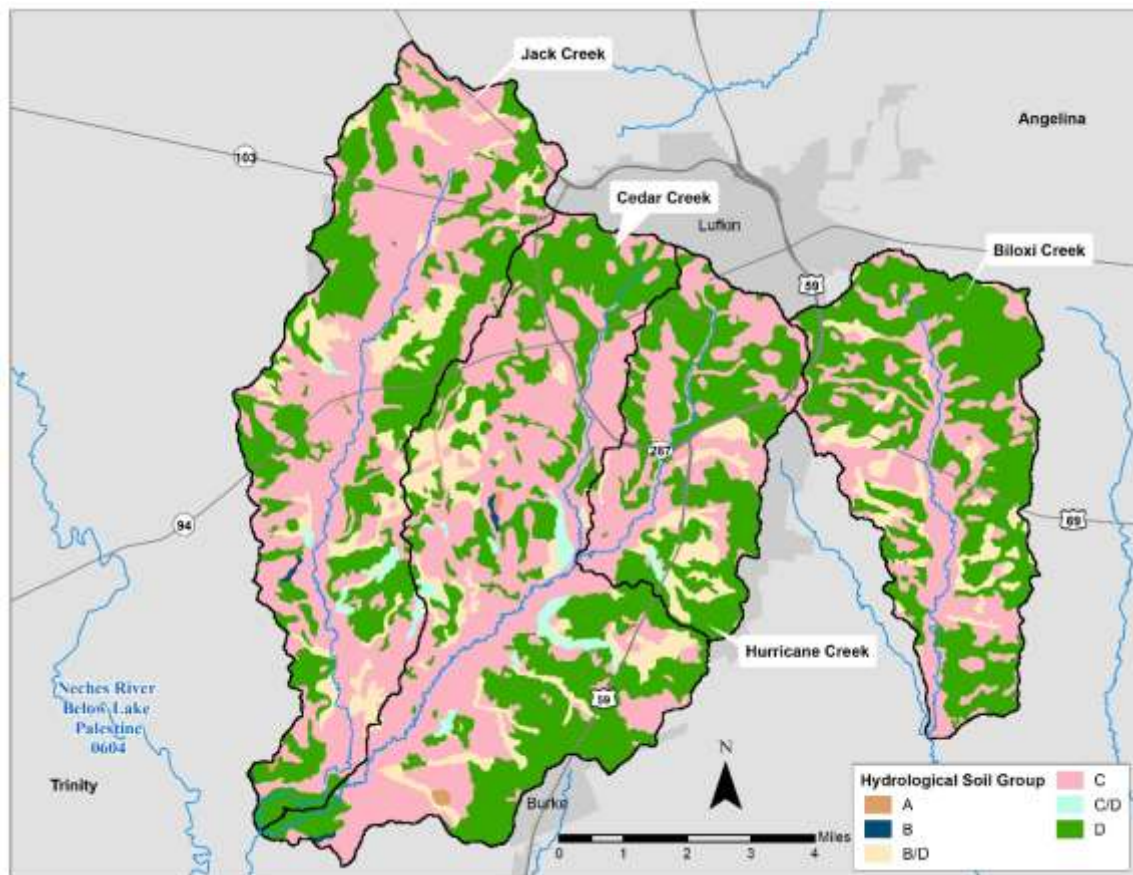 Jack Creek
Angelina
103
Cedar Creek
Lufkin
Biloxi Creek
59
287
94
69
Hurricane Creek
59
Neches River
Below Lake
Palestine
0604
Trinity
Burke
N
Miles
0 1 2 3 4
Hydrological Soil Group
A
B
B/D
C
C/D
D